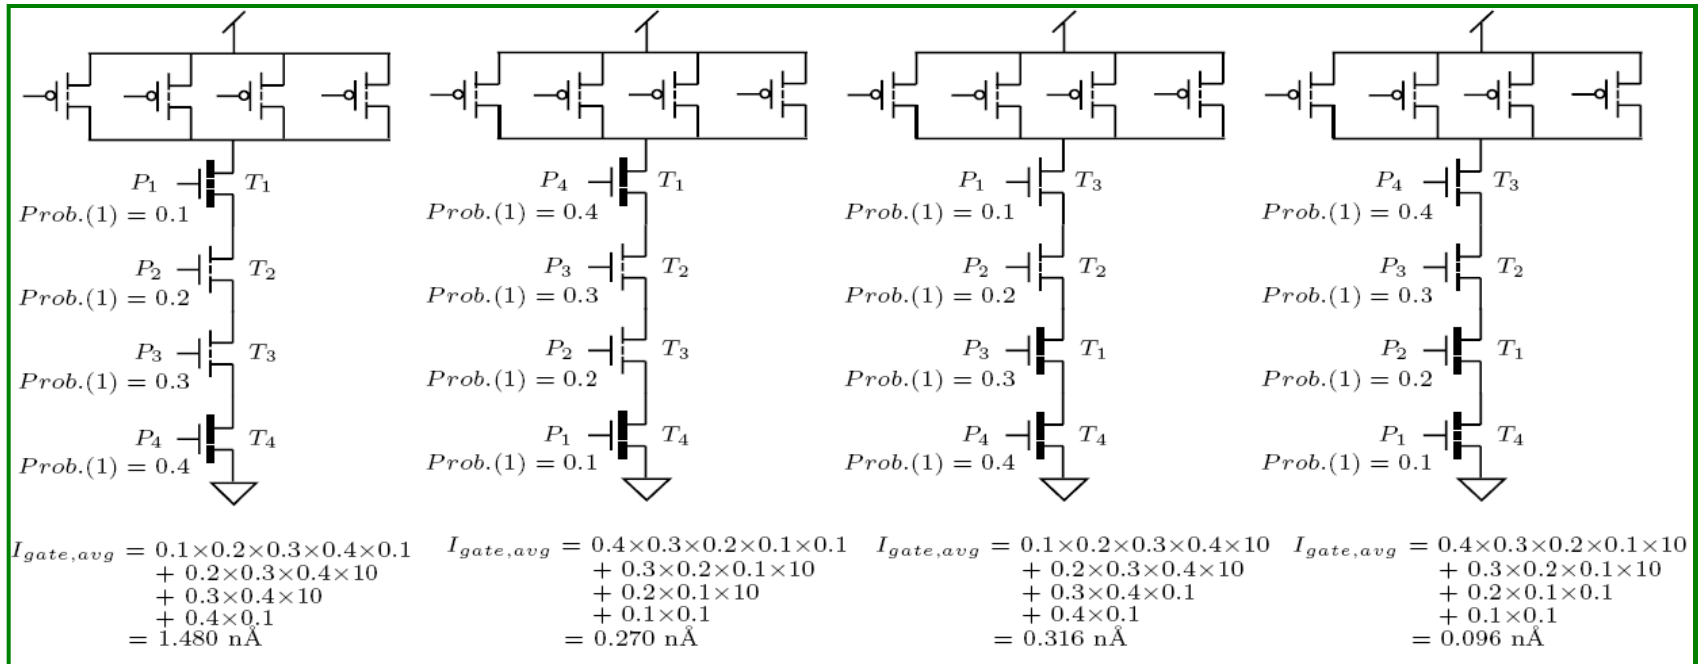 P1 T1
Prob.(1) = 0.1
P2 T2
Prob.(1) = 0.2
P3 T3
Prob.(1) = 0.3
P4 T4
Prob.(1) = 0.4
Igate,avg = 0.1×0.2×0.3×0.4×0.1
+ 0.2×0.3×0.4×10
+ 0.3×0.4×10
+ 0.4×0.1
= 1.480 nÅ
P4 T1
Prob.(1) = 0.4
P3 T2
Prob.(1) = 0.3
P2 T3
Prob.(1) = 0.2
P1 T4
Prob.(1) = 0.1
Igate,avg = 0.4×0.3×0.2×0.1×0.1
+ 0.3×0.2×0.1×10
+ 0.2×0.1×10
+ 0.1×0.1
= 0.270 nÅ
P1 T3
Prob.(1) = 0.1
P2 T2
Prob.(1) = 0.2
P3 T1
Prob.(1) = 0.3
P4 T4
Prob.(1) = 0.4
Igate,avg = 0.1×0.2×0.3×0.4×10
+ 0.2×0.3×0.4×10
+ 0.3×0.4×0.1
+ 0.4×0.1
= 0.316 nÅ
P4 T3
Prob.(1) = 0.4
P3 T2
Prob.(1) = 0.3
P2 T1
Prob.(1) = 0.2
P1 T4
Prob.(1) = 0.1
Igate,avg = 0.4×0.3×0.2×0.1×10
+ 0.3×0.2×0.1×10
+ 0.2×0.1×0.1
+ 0.1×0.1
= 0.096 nÅ